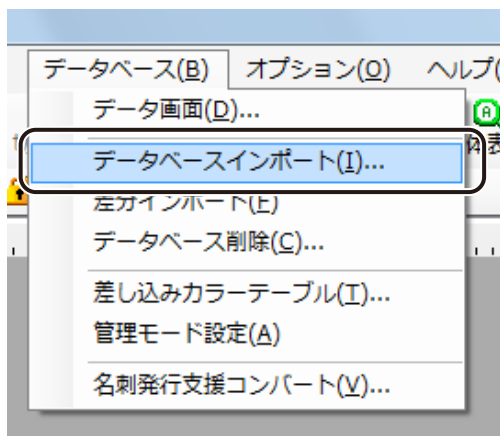 データベース(B) オプション(O) ヘルプ(
データ画面(D)...
A
データベースインポート(I)...
体表
差分インポート(E)
データベース削除(C)...
差し込みカラーテーブル(T)...
管理モード設定(A)
名刺発行支援コンバート(V)...